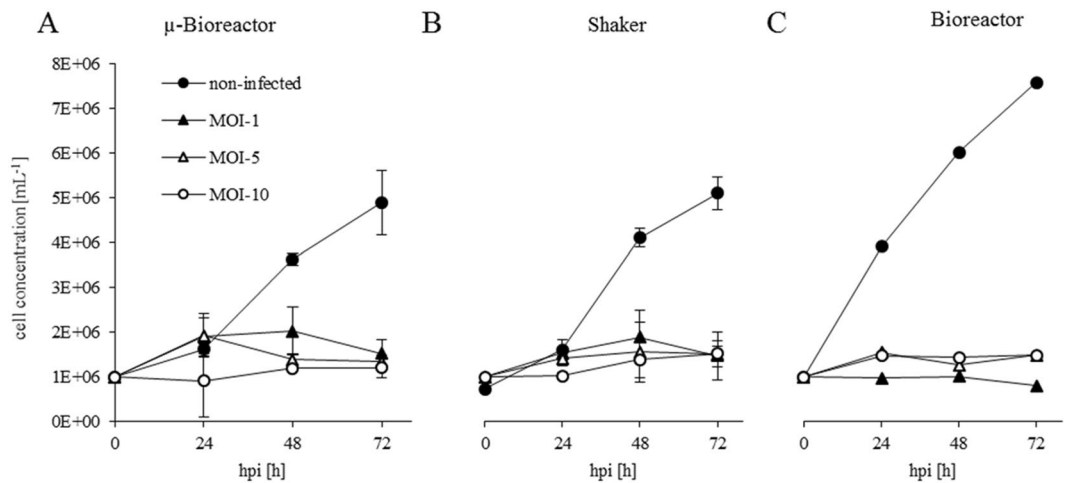 A
µ-Bioreactor
B
Shaker
C
Bioreactor
8E+06
7E+06
6E+06
5E+06
4E+06
3E+06
2E+06
1E+06
0E+00
cell concentration [mL⁻¹]
non-infected
MOI-1
MOI-5
MOI-10
0 24 48 72
hpi [h]
0 24 48 72
hpi [h]
0 24 48 72
hpi [h]